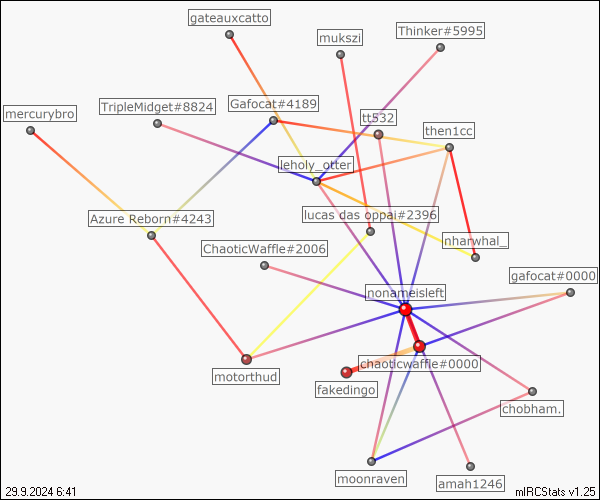 gateauxcatto
mukszi
Thinker#5995
mercurybro
TripleMidget#8824
Gafocat#4189
tt532
then1cc
leholy_otter
Azure Reborn#4243
lucas das oppai#2396
ChaoticWaffle#2006
nharwhal_
gafocat#0000
nonameisleft
chaoticwaffle#0000
motorthud
fakedingo
chobham.
moonraven
amah1246
29.9.2024 6:41
mIRCStats v1.25